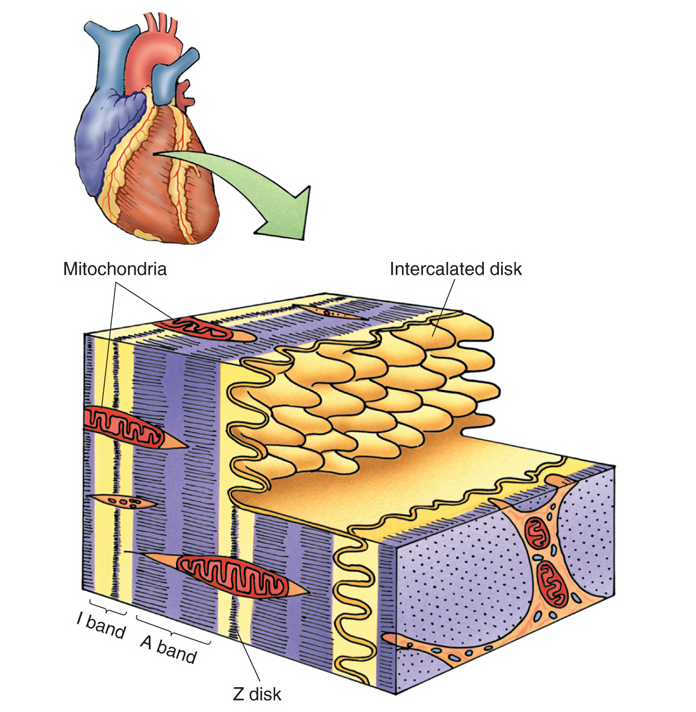 Mitochondria
Intercalated disk
I band
A band
Z disk